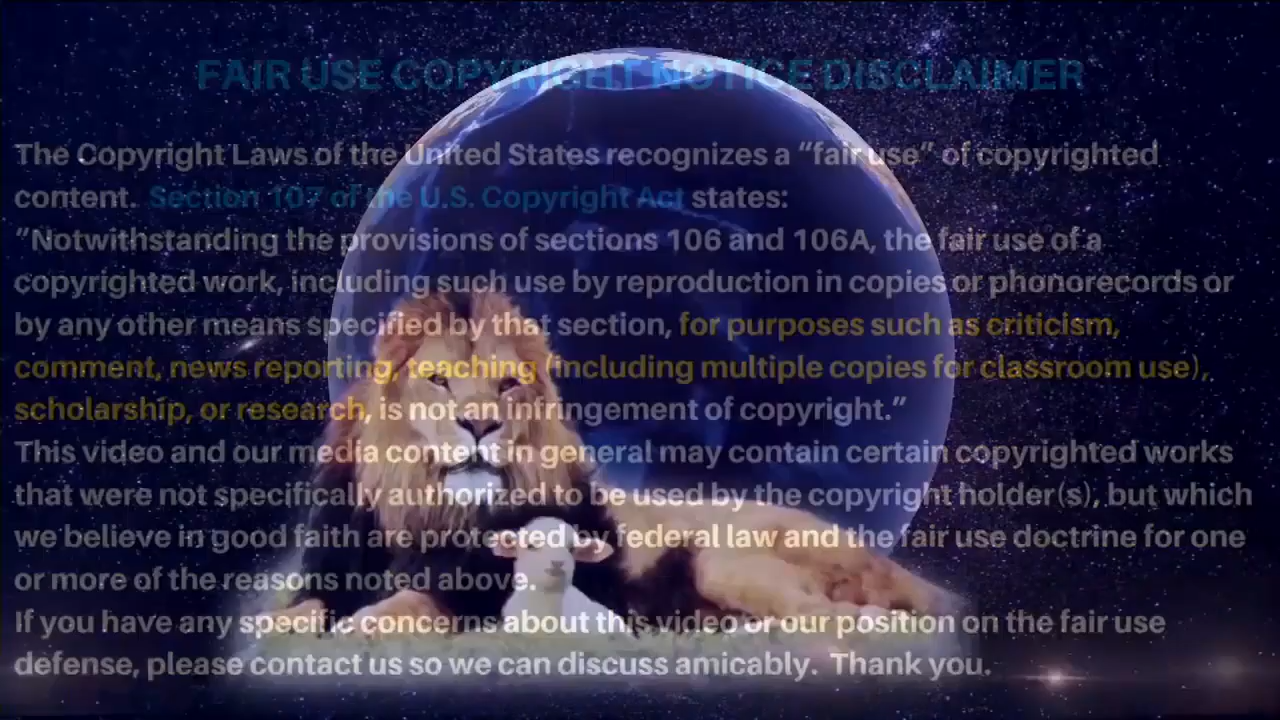 FAIR USE COPYRIGHT NOTICE DISCLAIMER
The Copyright Laws of the United States recognizes a “fair use” of copyrighted
content. Section 107 of the U.S. Copyright Act states:
“Notwithstanding the provisions of sections 106 and 106A, the fair use of a
copyrighted work, including such use by reproduction in copies or phonorecords or
by any other means specified by that section, for purposes such as criticism,
comment, news reporting, teaching (including multiple copies for classroom use),
scholarship, or research, is not an infringement of copyright.”
This video and our media content in general may contain certain copyrighted works
that were not specifically authorized to be used by the copyright holder(s), but which
we believe in good faith are protected by federal law and the fair use doctrine for one
or more of the reasons noted above.
If you have any specific concerns about this video or our position on the fair use
defense, please contact us so we can discuss amicably. Thank you.